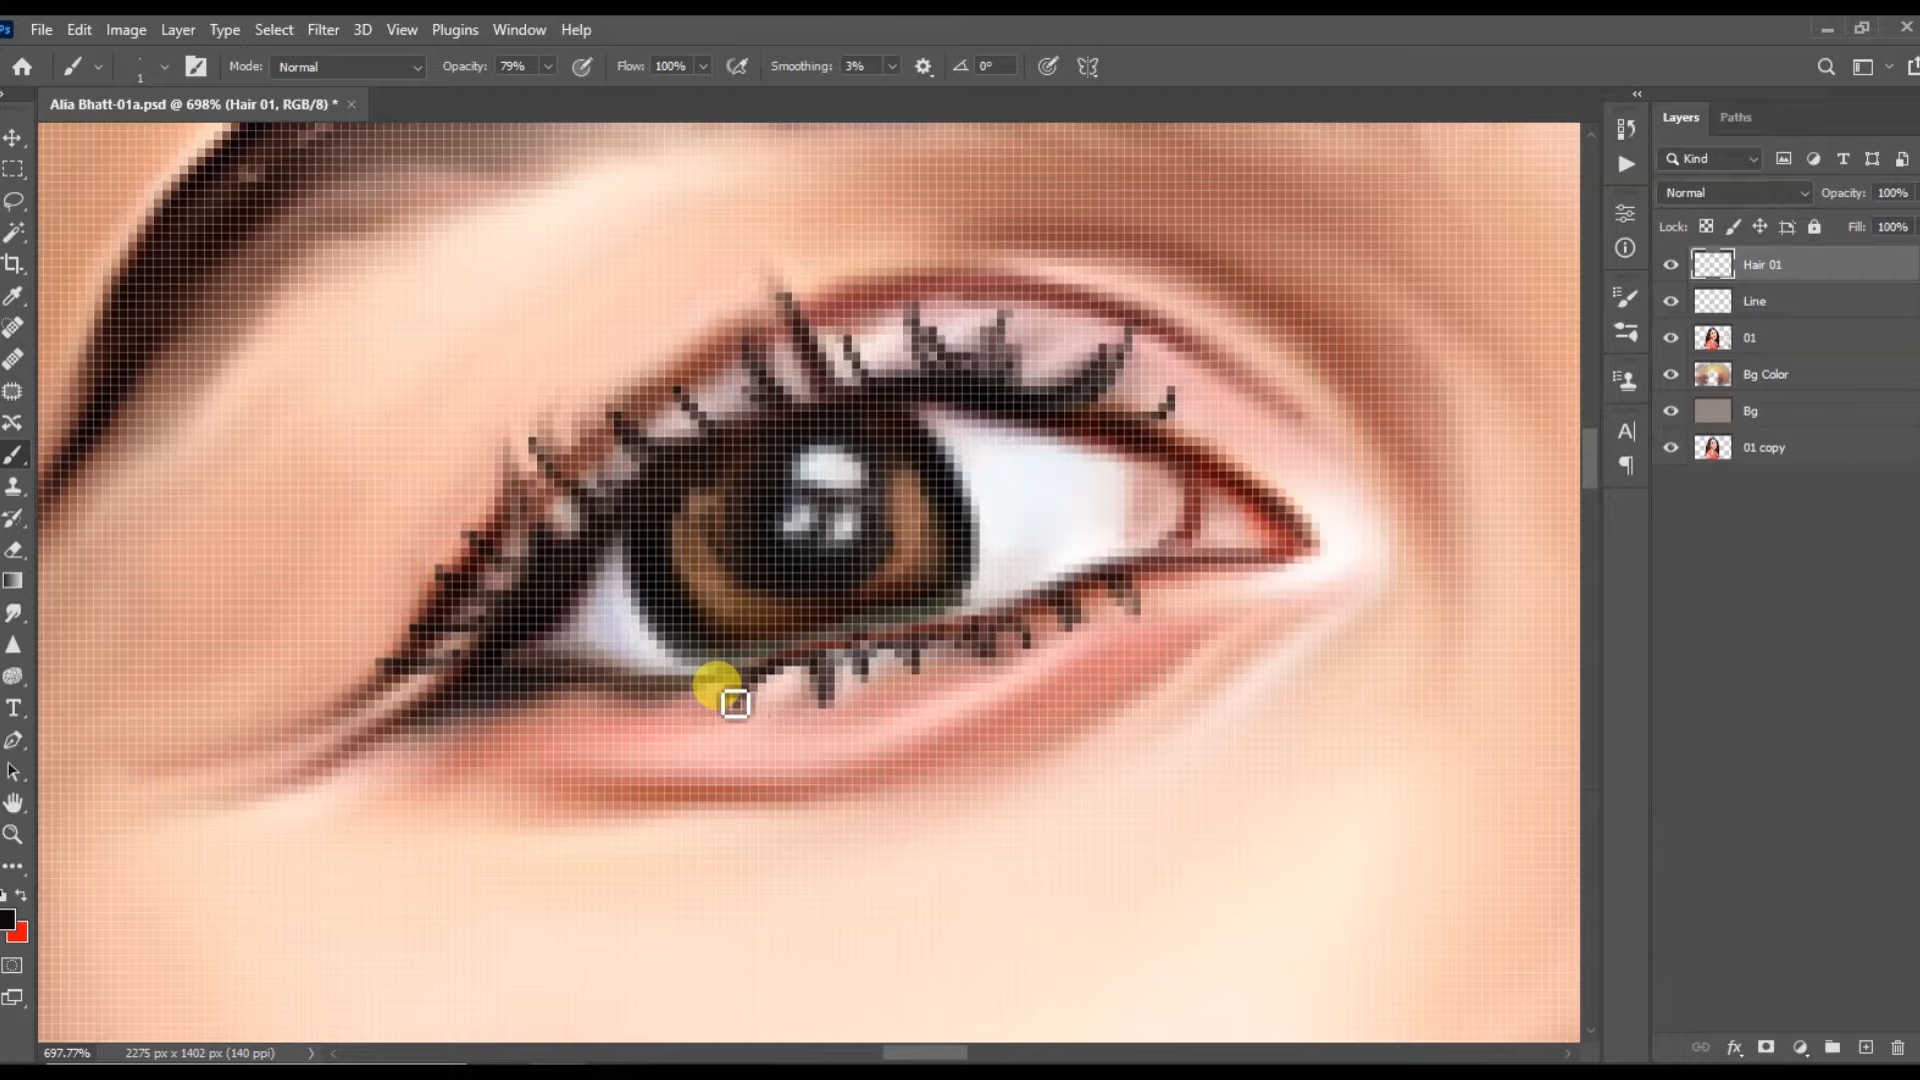 Ps File Edit Image Layer Type Select Filter 3D View Plugins Window Help
1 Mode: Normal Opacity: 79% Flow: 100% Smoothing: 3% 0°
Alia Bhatt-01a.psd @ 698% (Hair 01, RGB/8) *
Layers Paths
Kind
Normal Opacity: 100%
Lock: Fill: 100%
Hair 01
Line
01
Bg Color
Bg
01 copy
697.77% 2275 px x 1402 px (140 ppi)